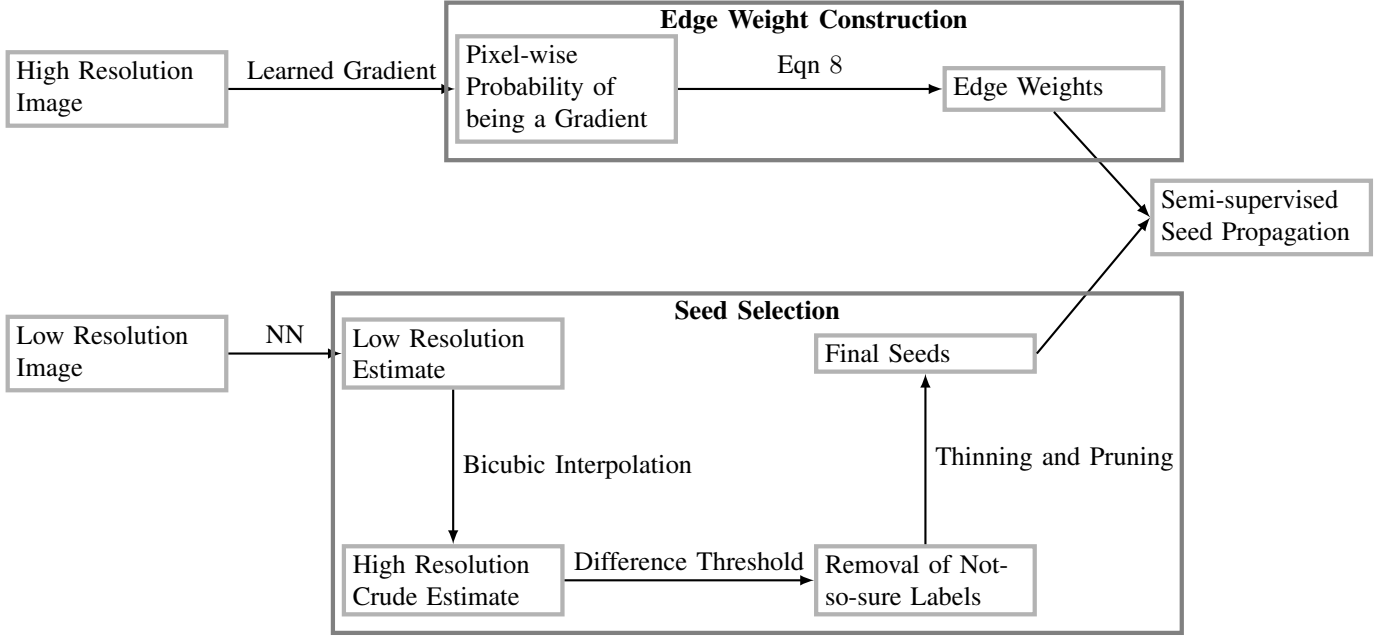 Edge Weight Construction
High Resolution
Image
Learned Gradient
Pixel-wise
Probability of
being a Gradient
Eqn 8
Edge Weights
Semi-supervised
Seed Propagation
Seed Selection
Low Resolution
Image
NN
Low Resolution
Estimate
Final Seeds
Bicubic Interpolation
Thinning and Pruning
High Resolution
Crude Estimate
Difference Threshold
Removal of Not-
so-sure Labels